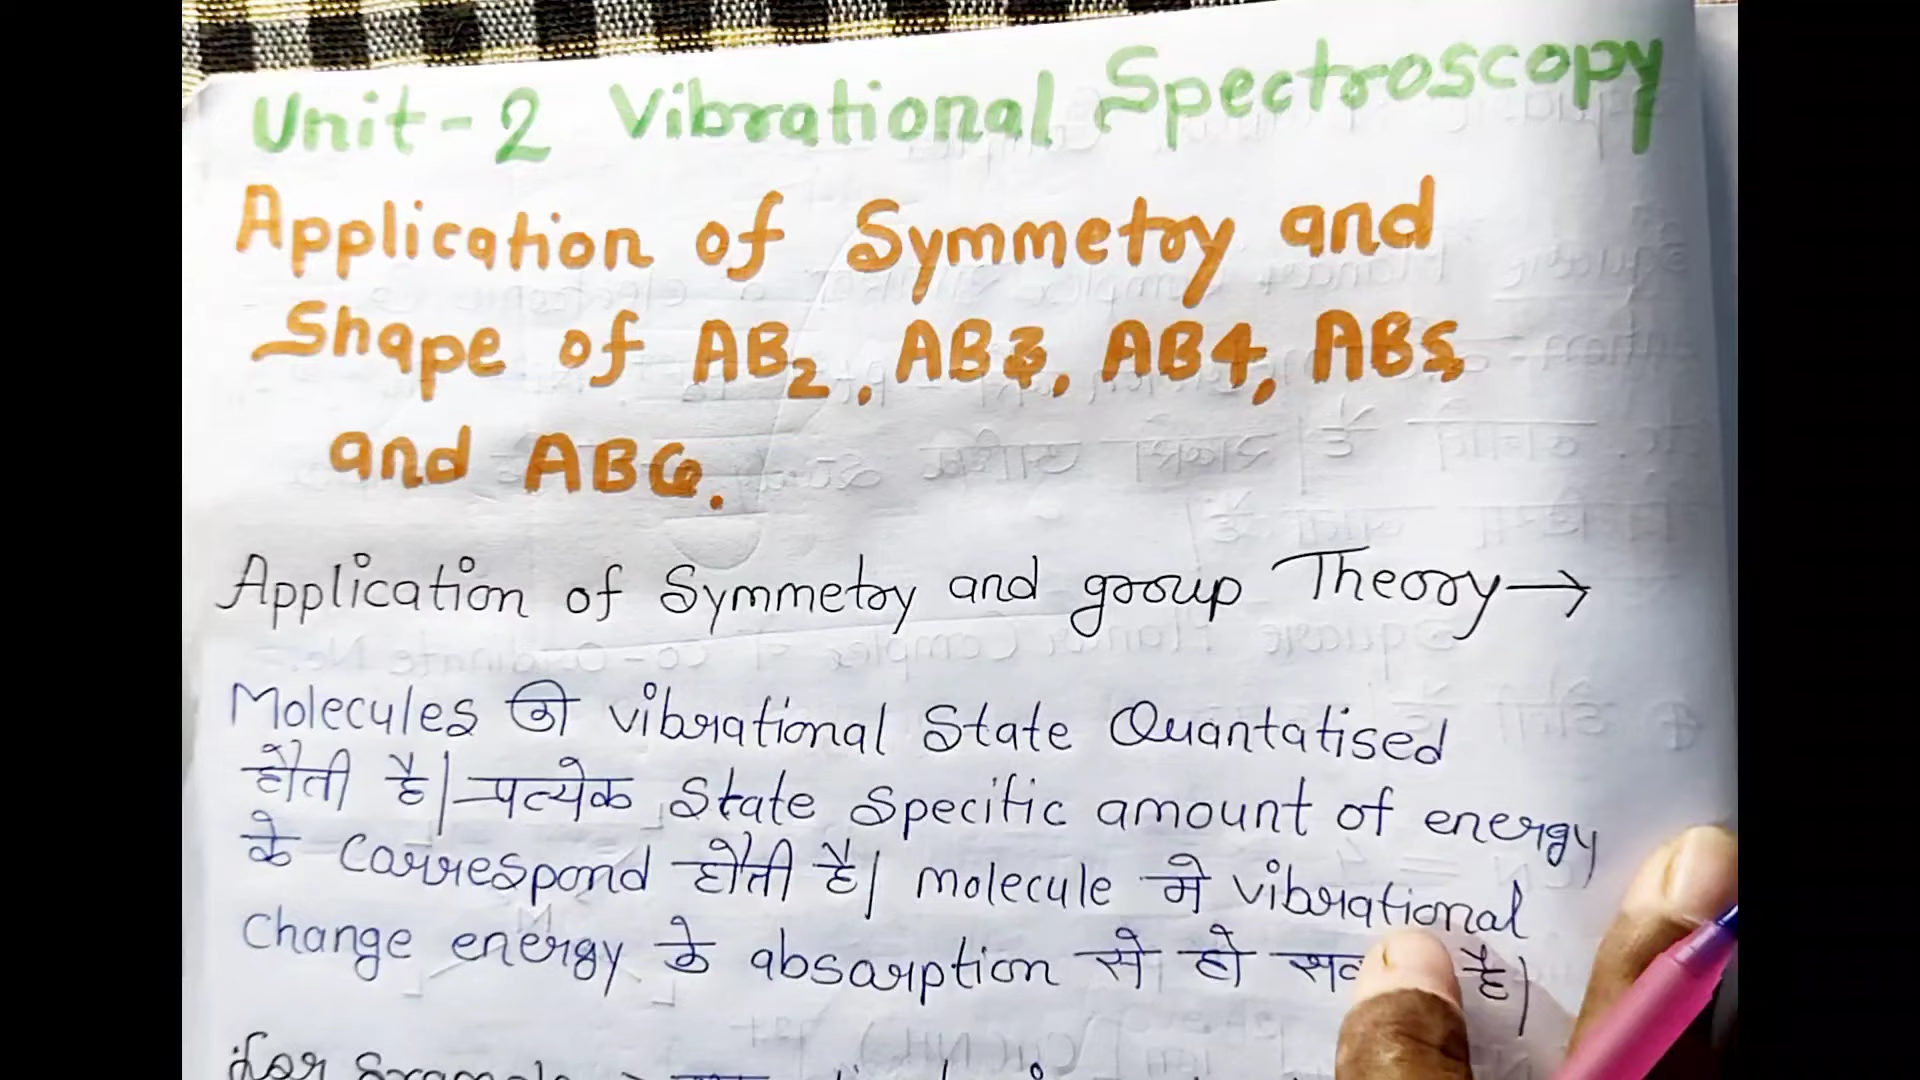 Unit-2 Vibrational Spectroscopy
Application of Symmetry and
Shape of AB2, AB3, AB4, AB5
and AB6.
Application of Symmetry and group Theory→
Molecules की vibrational State Quantatised
होती है। प्रत्येक State Specific amount of energy
के Correspond होती है। molecule मे vibrational
Change energy के absorption से हो है।
for Example